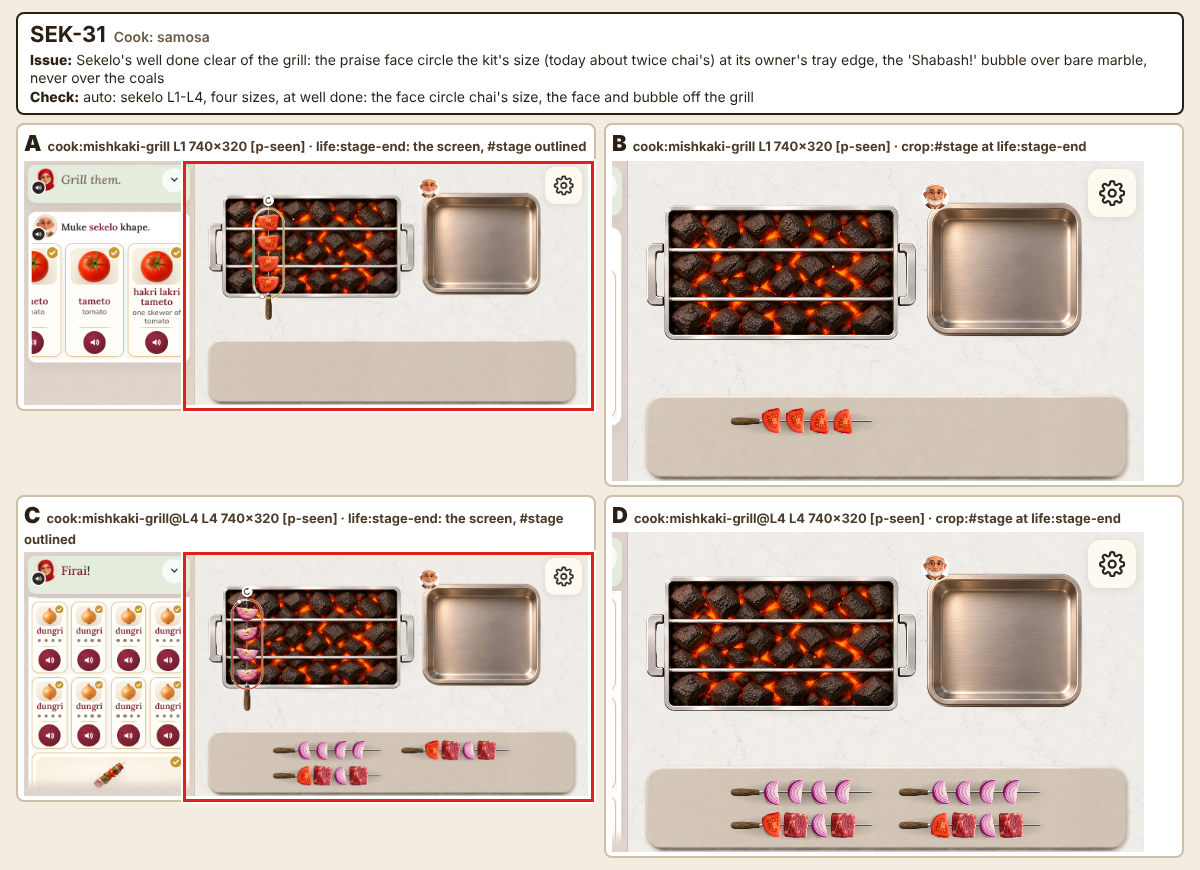 SEK-31 Cook: samosa
Issue: Sekelo's well done clear of the grill: the praise face circle the kit's size (today about twice chai's) at its owner's tray edge, the 'Shabash!' bubble over bare marble,
never over the coals
Check: auto: sekelo L1-L4, four sizes, at well done: the face circle chai's size, the face and bubble off the grill
A cook:mishkaki-grill L1 740×320 [p-seen] · life:stage-end: the screen, #stage outlined
Grill them.
Muke sekelo khape.
tameto
hakri lakri
tameto
tomato
one skewer of
tomato
B cook:mishkaki-grill L1 740×320 [p-seen] · crop:#stage at life:stage-end
C cook:mishkaki-grill@L4 L4 740×320 [p-seen] · life:stage-end: the screen, #stage
outlined
Firai!
dungri dungri dungri dungri
dungri dungri dungri dungri
D cook:mishkaki-grill@L4 L4 740×320 [p-seen] · crop:#stage at life:stage-end